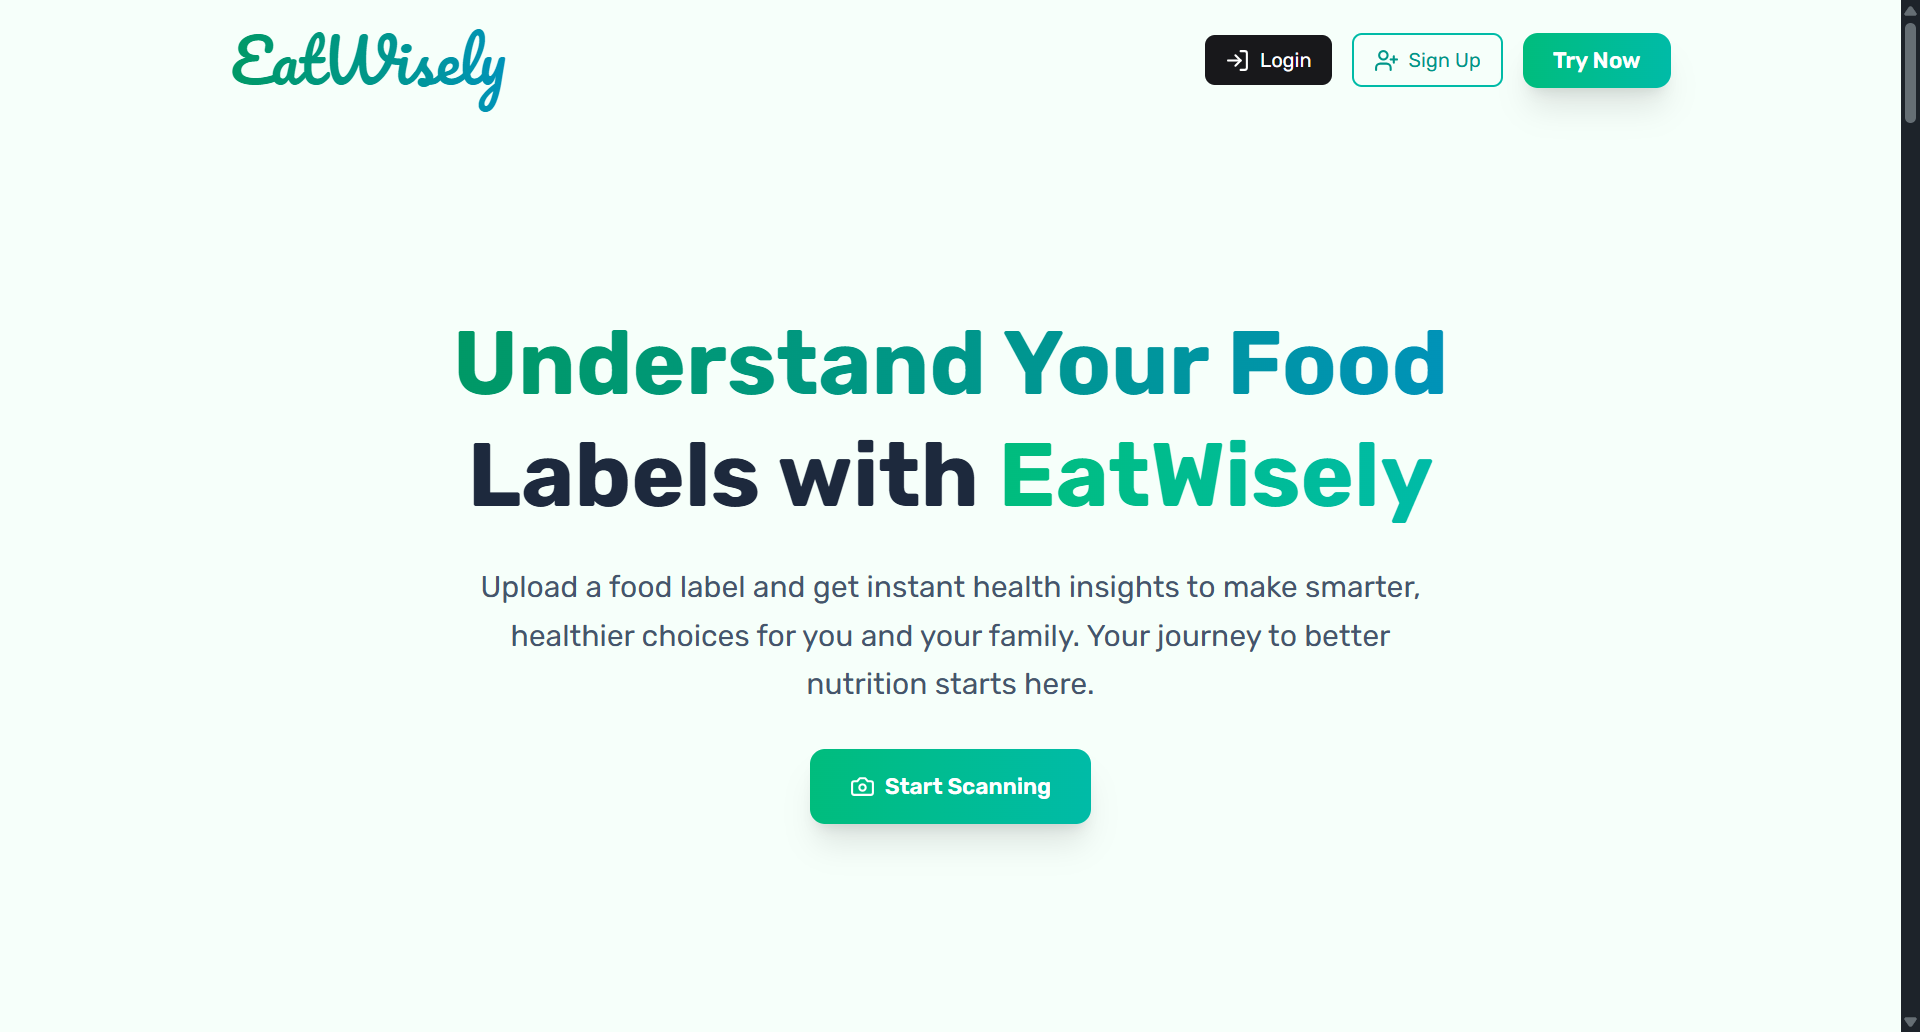 EatWisely
Login
Sign Up
Try Now
Understand Your Food
Labels with EatWisely
Upload a food label and get instant health insights to make smarter,
healthier choices for you and your family. Your journey to better
nutrition starts here.
Start Scanning